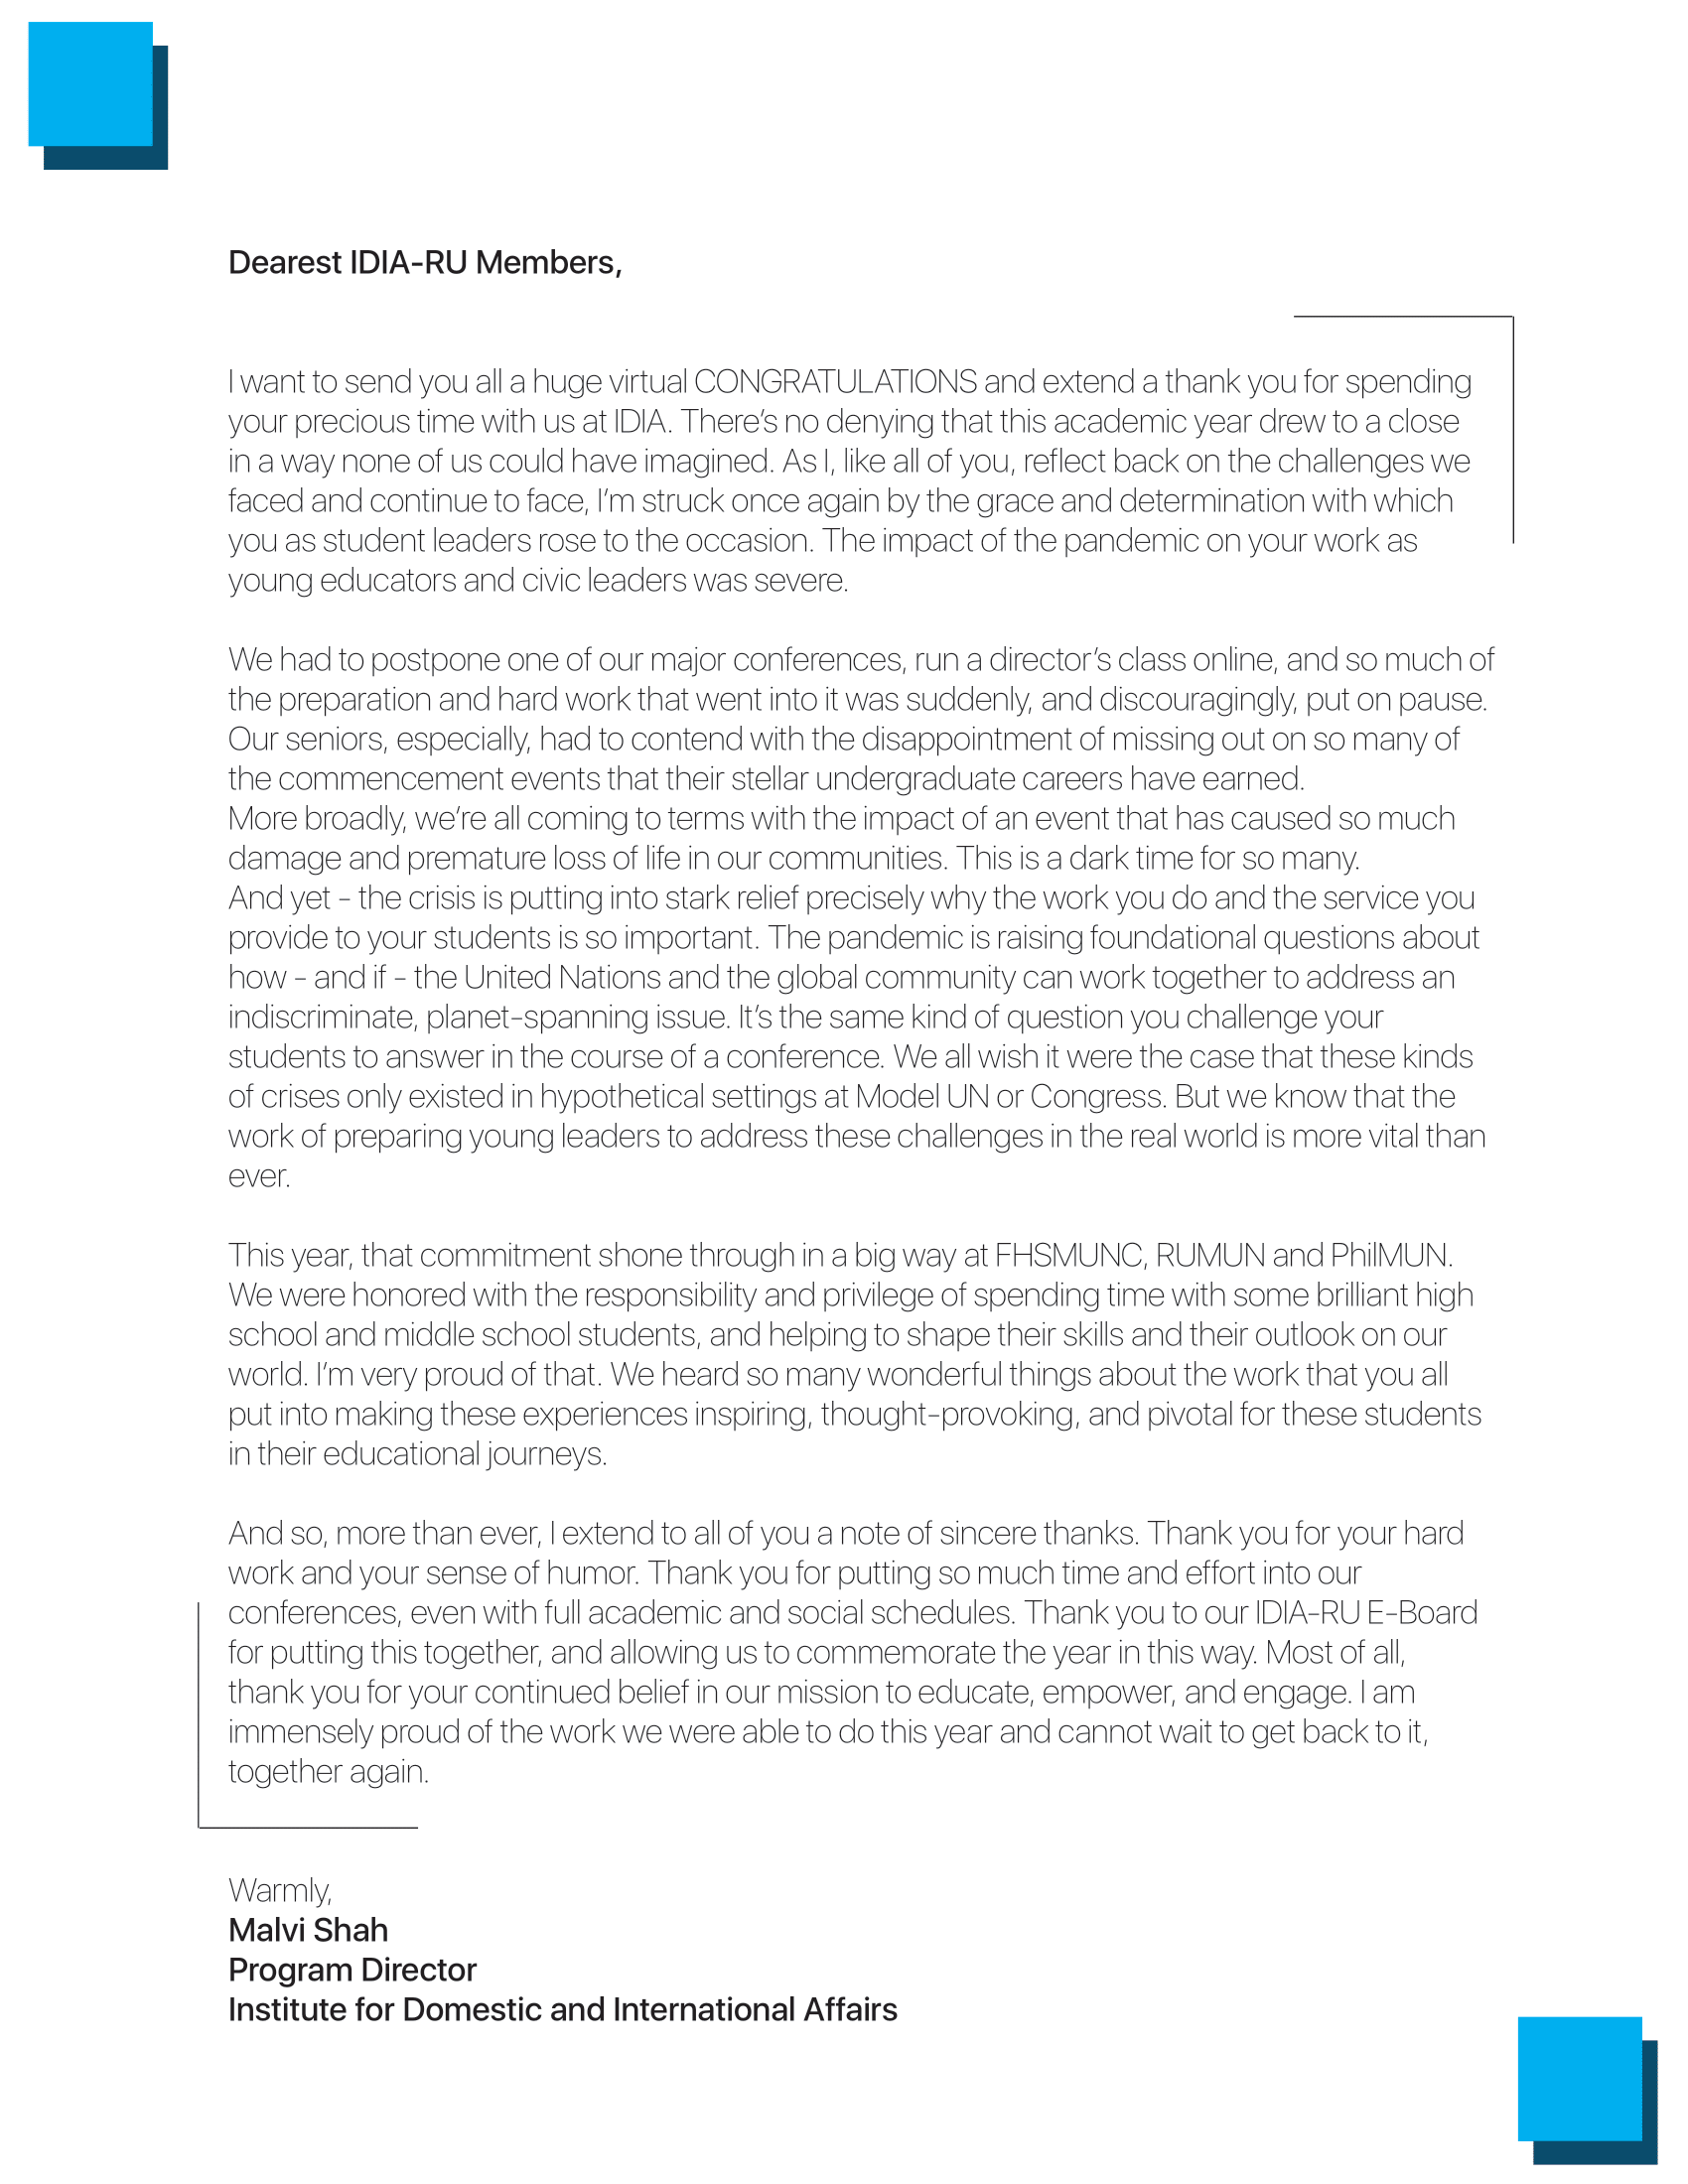 Dearest IDIA-RU Members,
I want to send you all a huge virtual CONGRATULATIONS and extend a thank you for spending
your precious time with us at IDIA. There’s no denying that this academic year drew to a close
in a way none of us could have imagined. As I, like all of you, reflect back on the challenges we
faced and continue to face, I’m struck once again by the grace and determination with which
you as student leaders rose to the occasion. The impact of the pandemic on your work as
young educators and civic leaders was severe.
We had to postpone one of our major conferences, run a director’s class online, and so much of
the preparation and hard work that went into it was suddenly, and discouragingly, put on pause.
Our seniors, especially, had to contend with the disappointment of missing out on so many of
the commencement events that their stellar undergraduate careers have earned.
More broadly, we’re all coming to terms with the impact of an event that has caused so much
damage and premature loss of life in our communities. This is a dark time for so many.
And yet - the crisis is putting into stark relief precisely why the work you do and the service you
provide to your students is so important. The pandemic is raising foundational questions about
how - and if - the United Nations and the global community can work together to address an
indiscriminate, planet-spanning issue. It’s the same kind of question you challenge your
students to answer in the course of a conference. We all wish it were the case that these kinds
of crises only existed in hypothetical settings at Model UN or Congress. But we know that the
work of preparing young leaders to address these challenges in the real world is more vital than
ever.
This year, that commitment shone through in a big way at FHSMUNC, RUMUN and PhilMUN.
We were honored with the responsibility and privilege of spending time with some brilliant high
school and middle school students, and helping to shape their skills and their outlook on our
world. I’m very proud of that. We heard so many wonderful things about the work that you all
put into making these experiences inspiring, thought-provoking, and pivotal for these students
in their educational journeys.
And so, more than ever, I extend to all of you a note of sincere thanks. Thank you for your hard
work and your sense of humor. Thank you for putting so much time and effort into our
conferences, even with full academic and social schedules. Thank you to our IDIA-RU E-Board
for putting this together, and allowing us to commemorate the year in this way. Most of all,
thank you for your continued belief in our mission to educate, empower, and engage. I am
immensely proud of the work we were able to do this year and cannot wait to get back to it,
together again.
Warmly,
Malvi Shah
Program Director
Institute for Domestic and International Affairs